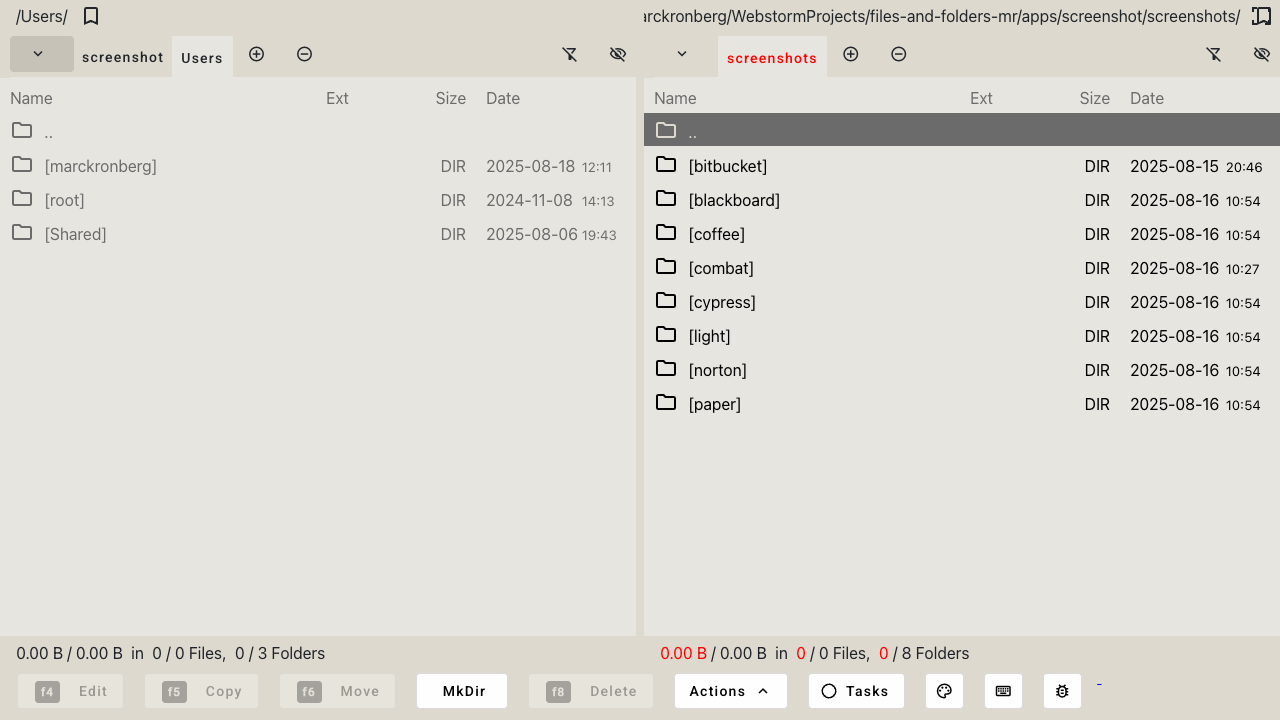 /Users/
screenshot Users
Name Ext Size Date
..
[marckronberg] DIR 2025-08-18 12:11
[root] DIR 2024-11-08 14:13
[Shared] DIR 2025-08-06 19:43
0.00 B / 0.00 B in 0 / 0 Files, 0 / 3 Folders
arckronberg/WebstormProjects/files-and-folders-mr/apps/screenshot/screenshots/
screenshots
Name Ext Size Date
..
[bitbucket] DIR 2025-08-15 20:46
[blackboard] DIR 2025-08-16 10:54
[coffee] DIR 2025-08-16 10:54
[combat] DIR 2025-08-16 10:27
[cypress] DIR 2025-08-16 10:54
[light] DIR 2025-08-16 10:54
[norton] DIR 2025-08-16 10:54
[paper] DIR 2025-08-16 10:54
0.00 B / 0.00 B in 0 / 0 Files, 0 / 8 Folders
f4 Edit f5 Copy f6 Move MkDir f8 Delete Actions Tasks -